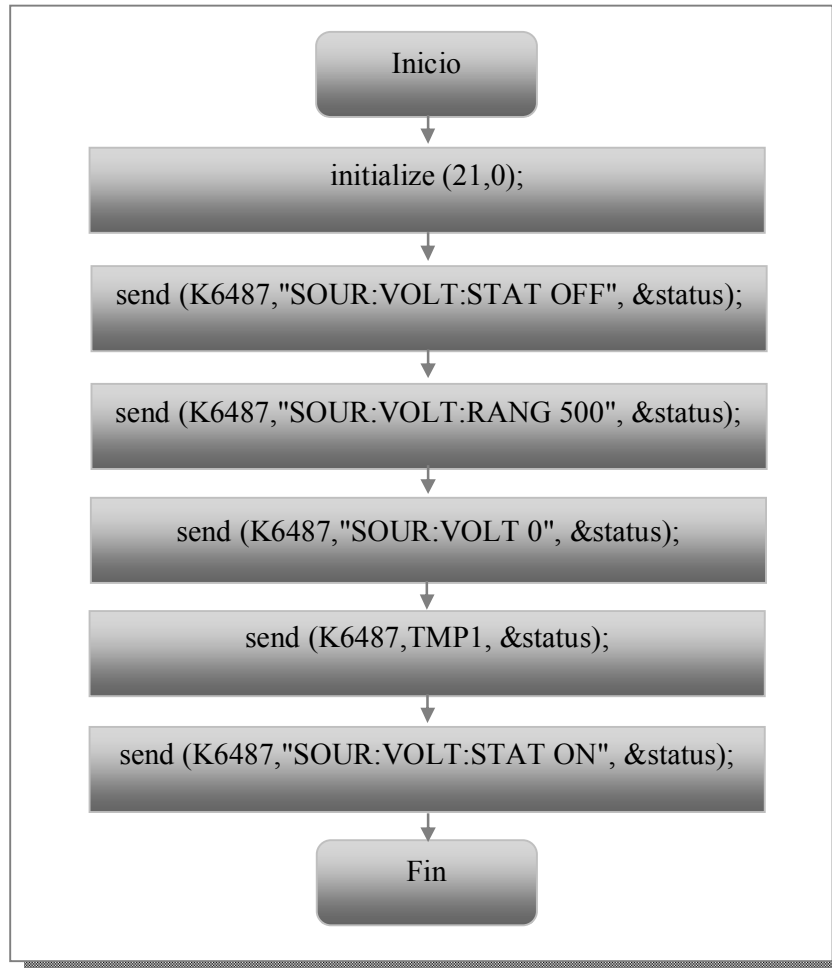 Inicio
initialize (21,0);
send (K6487,"SOUR:VOLT:STAT OFF", &status);
send (K6487,"SOUR:VOLT:RANG 500", &status);
send (K6487,"SOUR:VOLT 0", &status);
send (K6487,TMP1, &status);
send (K6487,"SOUR:VOLT:STAT ON", &status);
Fin